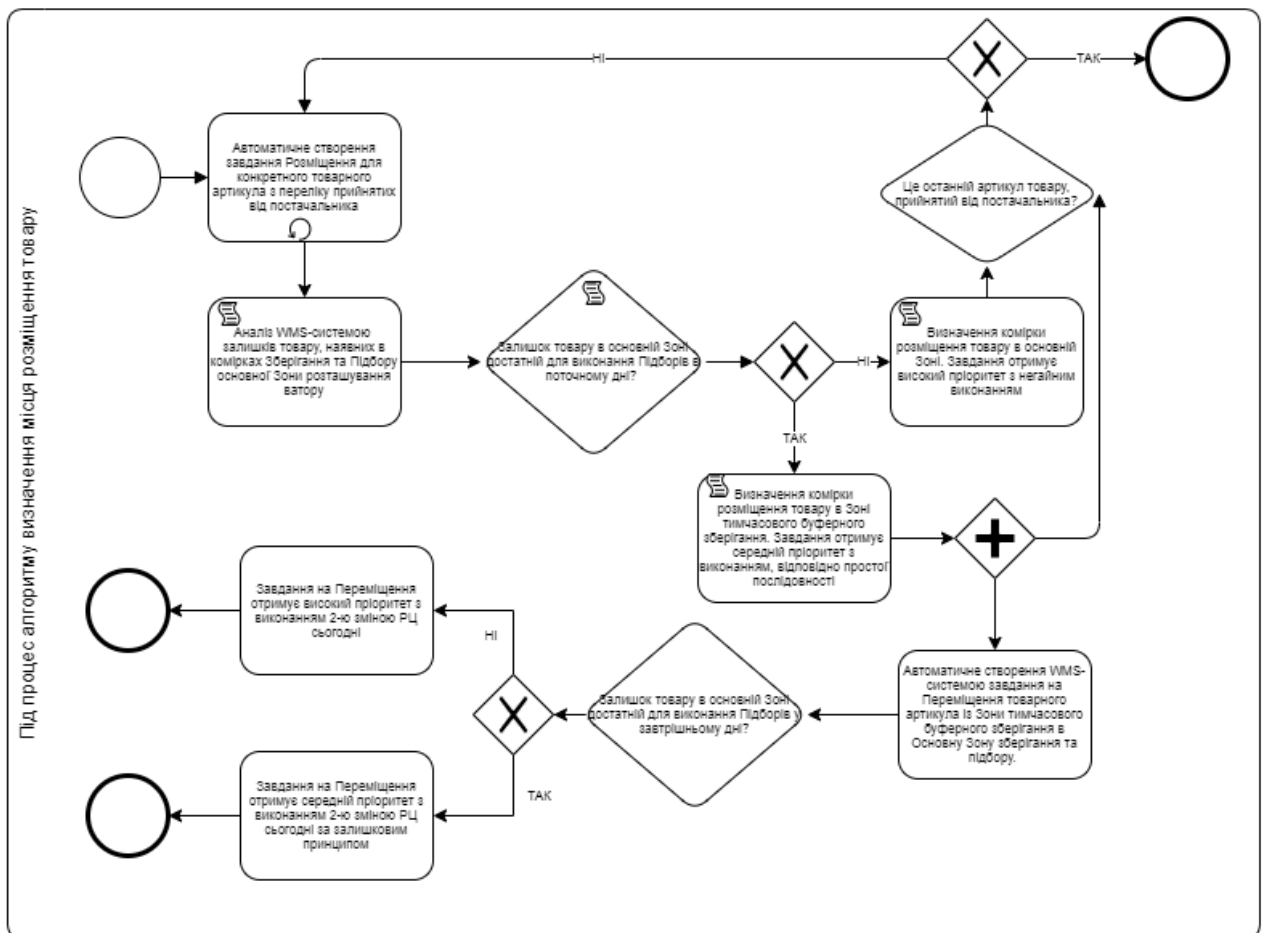 НІ
ТАК
Автоматичне створення
завдання Розміщення для
конкретного товарного
артикула з переліку прийнятих
від постачальника
Це останній артикул товару,
прийнятий від постачальника?
Аналіз WMS-системою
залишків товару, наявних в
комірках Зберігання та Підбору
основної Зони розташування
ватору
Залишок товару в основній Зоні
достатній для виконання Підборів в
поточному дні?
НІ
ТАК
Визначення комірки
розміщення товару в основній
Зоні. Завдання отримує
високий пріоритет з негайним
виконанням
Визначення комірки
розміщення товару в Зоні
тимчасового буферного
зберігання. Завдання отримує
середній пріоритет з
виконанням, відповідно простої
послідовності
Автоматичне створення WMS-
системою завдання на
Переміщення товарного
артикула із Зони тимчасового
буферного зберігання в
Основну Зону зберігання та
підбору.
Залишок товару в основній Зоні
достатній для виконання Підборів у
завтрішньому дні?
НІ
ТАК
Завдання на Переміщення
отримує високий пріоритет з
виконанням 2-ю зміною РЦ
сьогодні
Завдання на Переміщення
отримує середній пріоритет з
виконанням 2-ю зміною РЦ
сьогодні за залишковим
принципом
Під процес алгоритму визначення місця розміщення товару